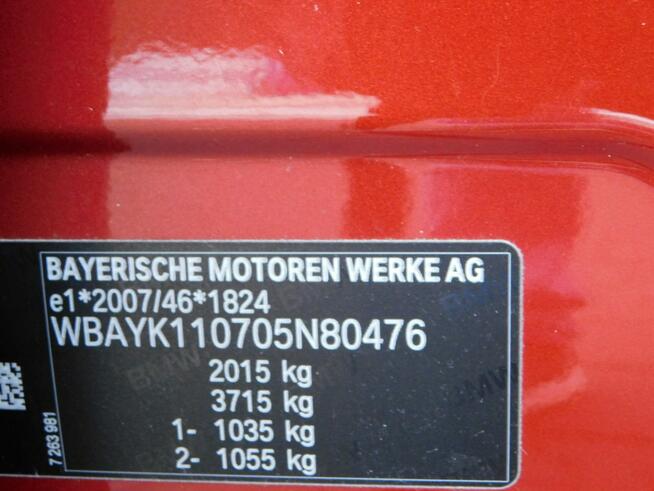 BAYERISCHE MOTOREN WERKE AG
e1*2007/46*1824
WBAYK110705N80476
2015 kg
3715 kg
1- 1035 kg
2- 1055 kg
7 263 981